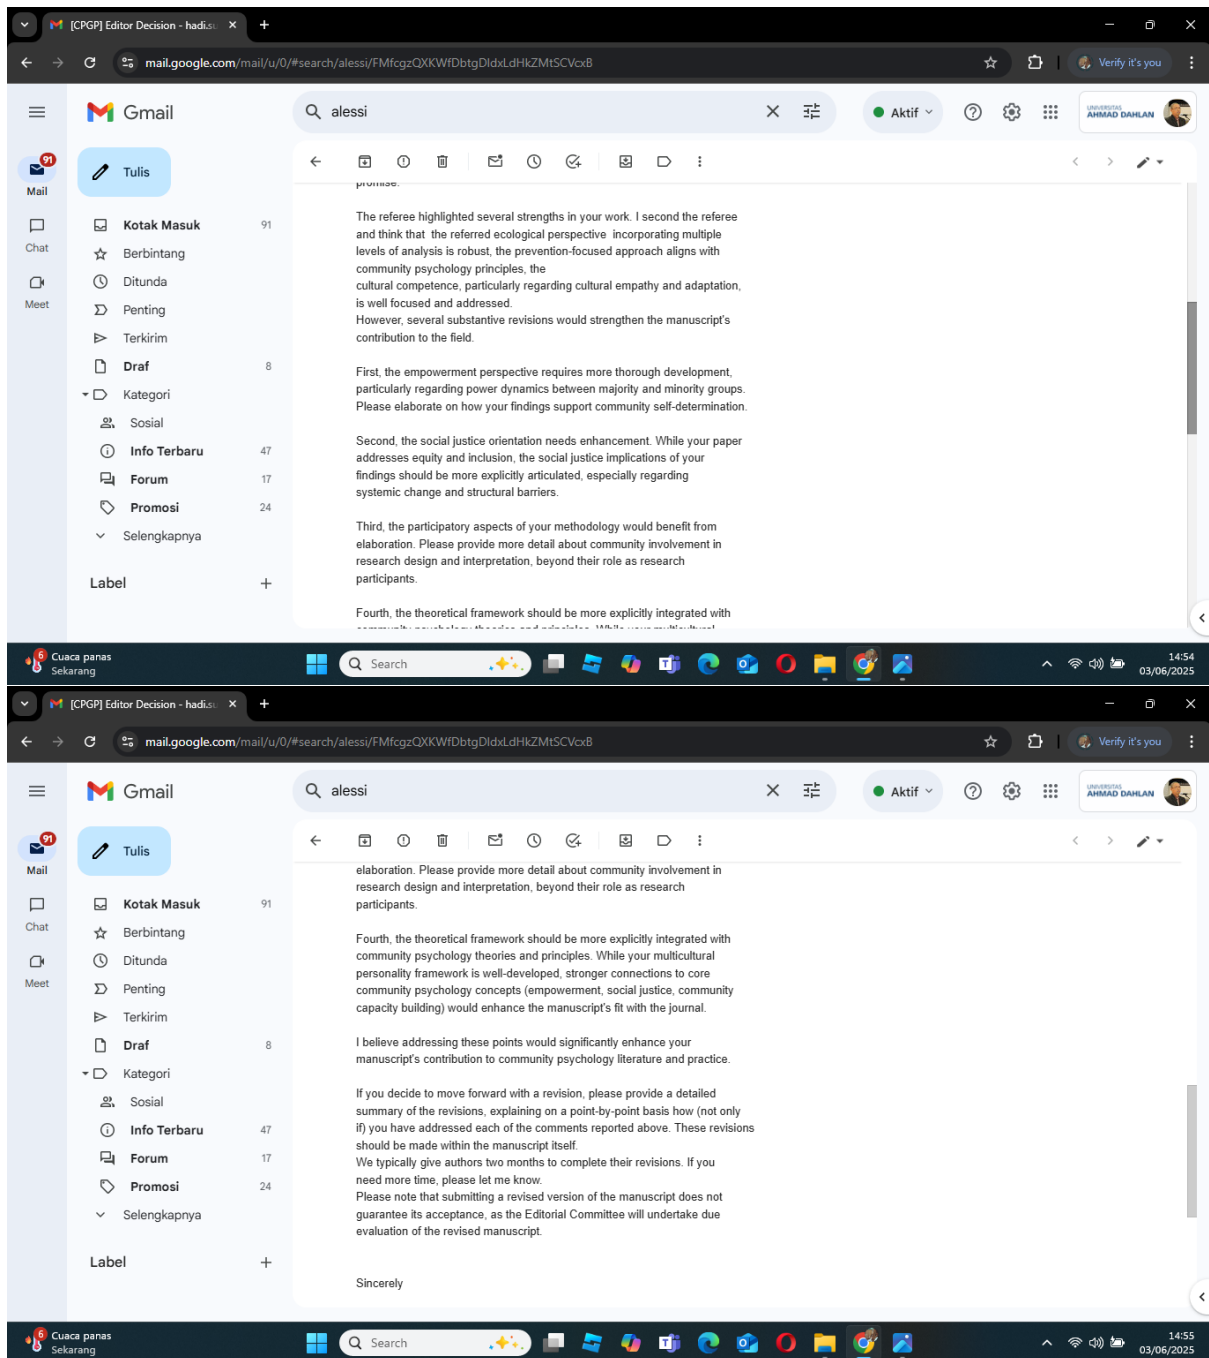 [CPGP] Editor Decision - hadi.su
mail.google.com/mail/u/0/#search/alessi/FMfcgzQXKWfDbtgDldxLdHkZMtSCVcxB
Verify it's you
Gmail
alessi
Aktif
UNIVERSITAS
AHMAD DAHLAN
91
Mail
Chat
Meet
Tulis
Kotak Masuk 91
Berbintang
Ditunda
Penting
Terkirim
Draf 8
Kategori
Sosial
Info Terbaru 47
Forum 17
Promosi 24
Selengkapnya
Label
promise.
The referee highlighted several strengths in your work. I second the referee
and think that the referred ecological perspective incorporating multiple
levels of analysis is robust, the prevention-focused approach aligns with
community psychology principles, the
cultural competence, particularly regarding cultural empathy and adaptation,
is well focused and addressed.
However, several substantive revisions would strengthen the manuscript's
contribution to the field.
First, the empowerment perspective requires more thorough development,
particularly regarding power dynamics between majority and minority groups.
Please elaborate on how your findings support community self-determination.
Second, the social justice orientation needs enhancement. While your paper
addresses equity and inclusion, the social justice implications of your
findings should be more explicitly articulated, especially regarding
systemic change and structural barriers.
Third, the participatory aspects of your methodology would benefit from
elaboration. Please provide more detail about community involvement in
research design and interpretation, beyond their role as research
participants.
Fourth, the theoretical framework should be more explicitly integrated with
community psychology theories and principles. While your multicultural
6
Cuaca panas
Sekarang
Search
14:54
03/06/2025
[CPGP] Editor Decision - hadi.su
mail.google.com/mail/u/0/#search/alessi/FMfcgzQXKWfDbtgDldxLdHkZMtSCVcxB
Verify it's you
Gmail
alessi
Aktif
UNIVERSITAS
AHMAD DAHLAN
91
Mail
Chat
Meet
Tulis
Kotak Masuk 91
Berbintang
Ditunda
Penting
Terkirim
Draf 8
Kategori
Sosial
Info Terbaru 47
Forum 17
Promosi 24
Selengkapnya
Label
elaboration. Please provide more detail about community involvement in
research design and interpretation, beyond their role as research
participants.
Fourth, the theoretical framework should be more explicitly integrated with
community psychology theories and principles. While your multicultural
personality framework is well-developed, stronger connections to core
community psychology concepts (empowerment, social justice, community
capacity building) would enhance the manuscript's fit with the journal.
I believe addressing these points would significantly enhance your
manuscript's contribution to community psychology literature and practice.
If you decide to move forward with a revision, please provide a detailed
summary of the revisions, explaining on a point-by-point basis how (not only
if) you have addressed each of the comments reported above. These revisions
should be made within the manuscript itself.
We typically give authors two months to complete their revisions. If you
need more time, please let me know.
Please note that submitting a revised version of the manuscript does not
guarantee its acceptance, as the Editorial Committee will undertake due
evaluation of the revised manuscript.
Sincerely
6
Cuaca panas
Sekarang
Search
14:55
03/06/2025